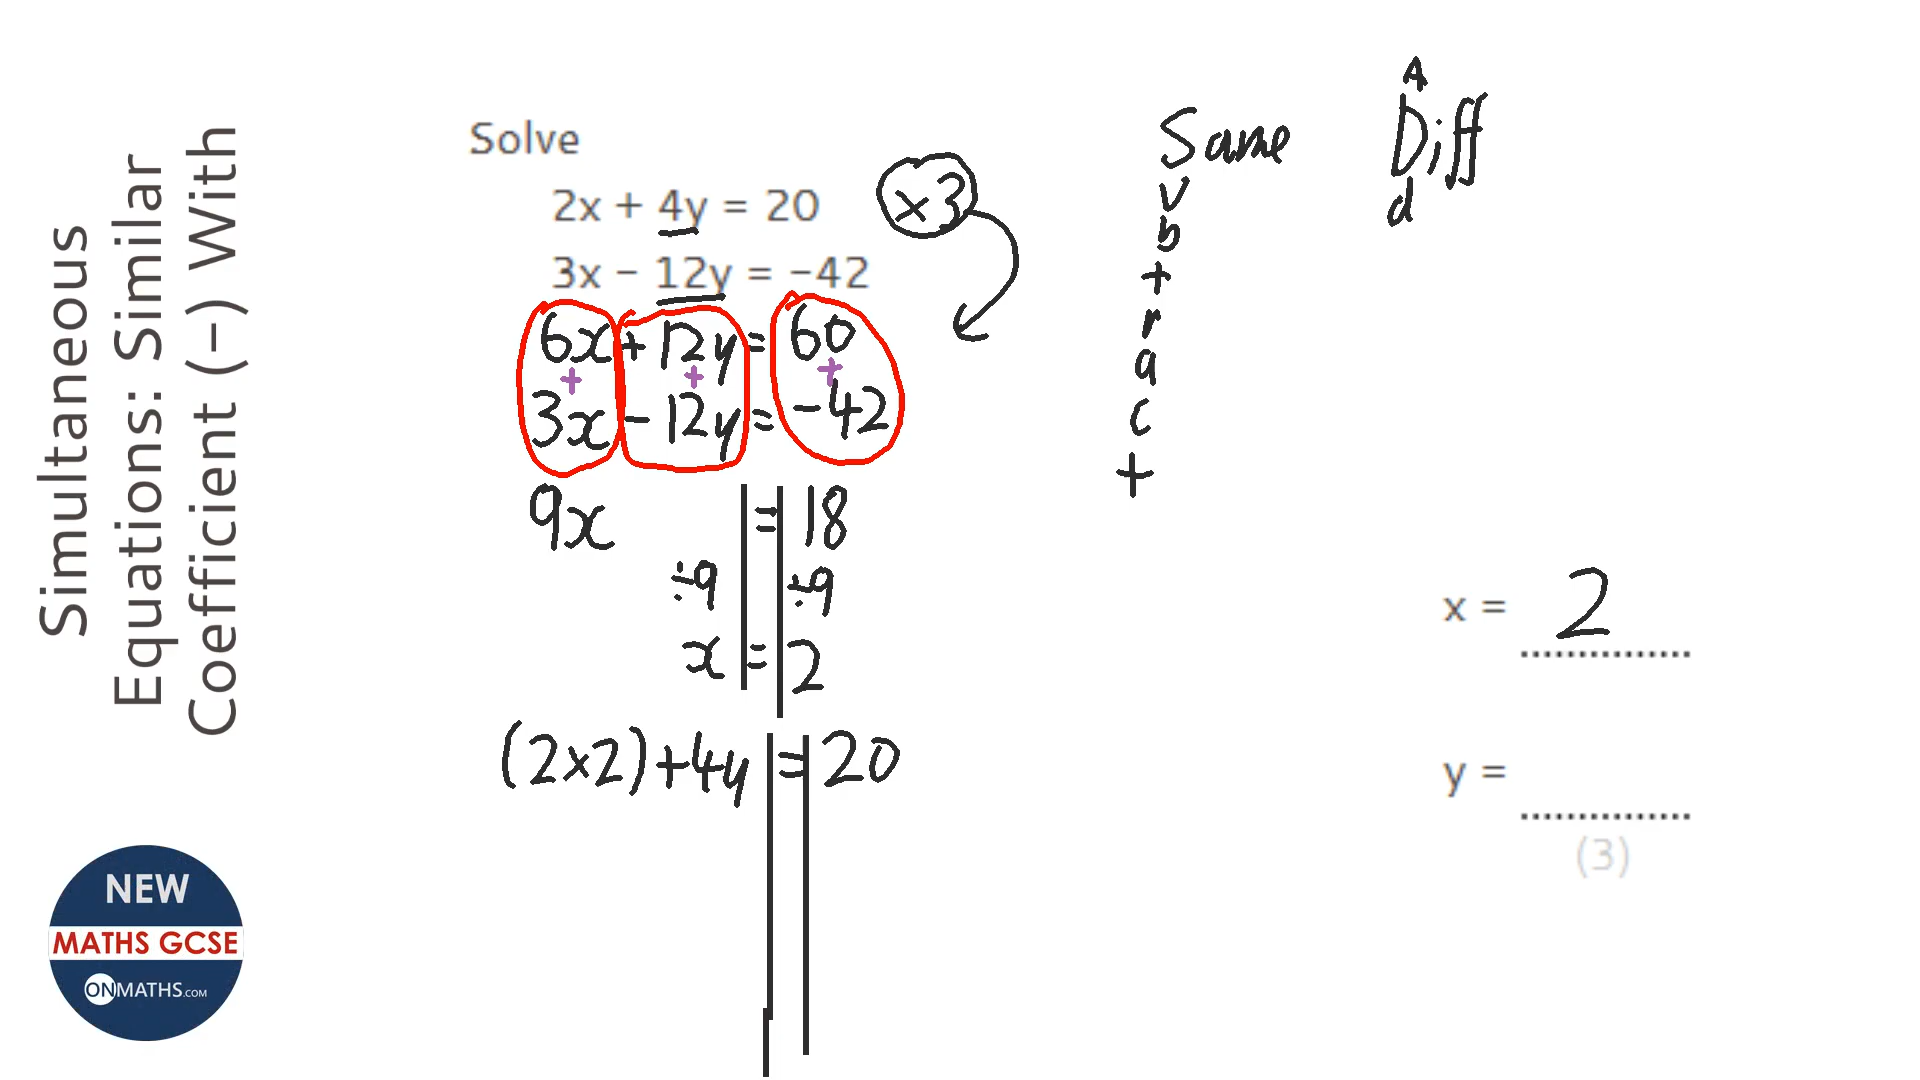 Simultaneous
Equations: Similar
Coefficient (-) With
Solve
2x + 4y = 20
3x - 12y = -42
×3
6x + 12y = 60
+ + +
3x - 12y = -42
9x = 18
÷9 ÷9
x = 2
(2×2) + 4y = 20
Same
v
b
t
r
a
c
t
A
Diff
d
x = 2
y =
(3)
NEW
MATHS GCSE
ONMATHS.COM